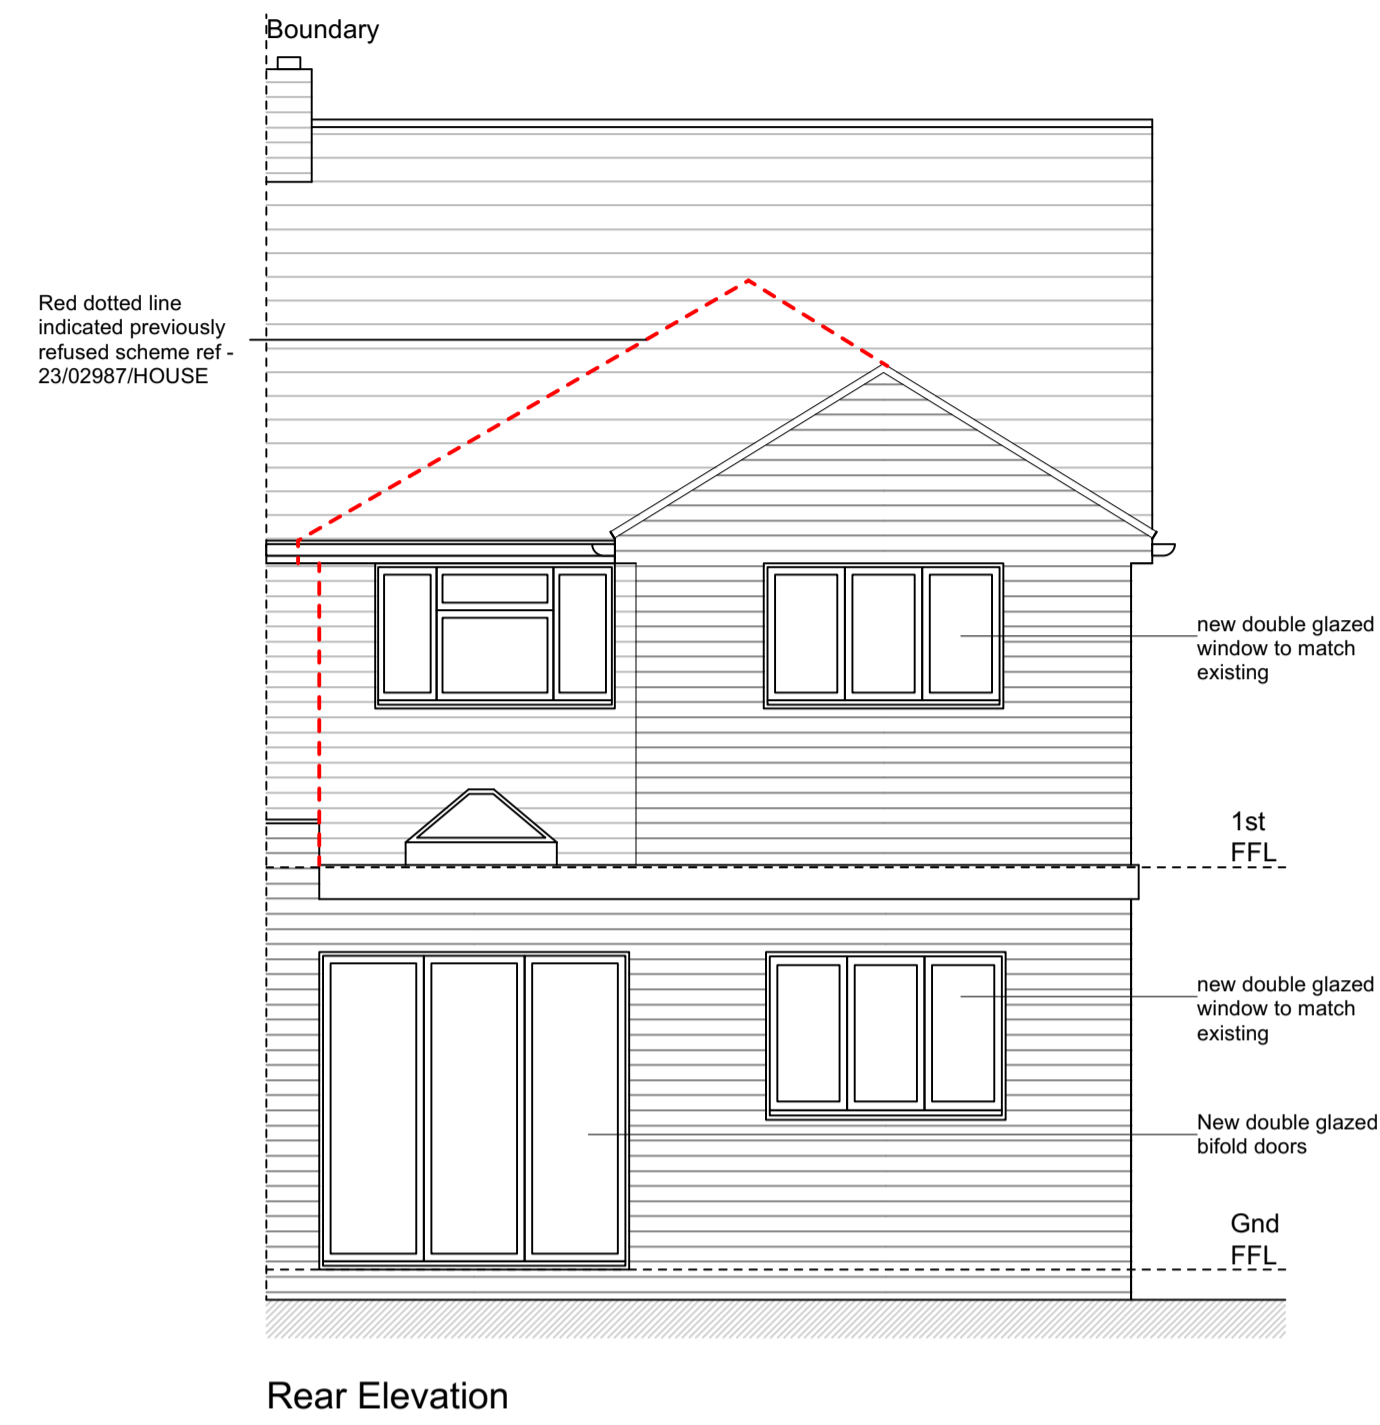 Boundary
Red dotted line
indicated previously
refused scheme ref -
23/02987/HOUSE
new double glazed
window to match
existing
1st
FFL
new double glazed
window to match
existing
New double glazed
bifold doors
Gnd
FFL
Rear Elevation